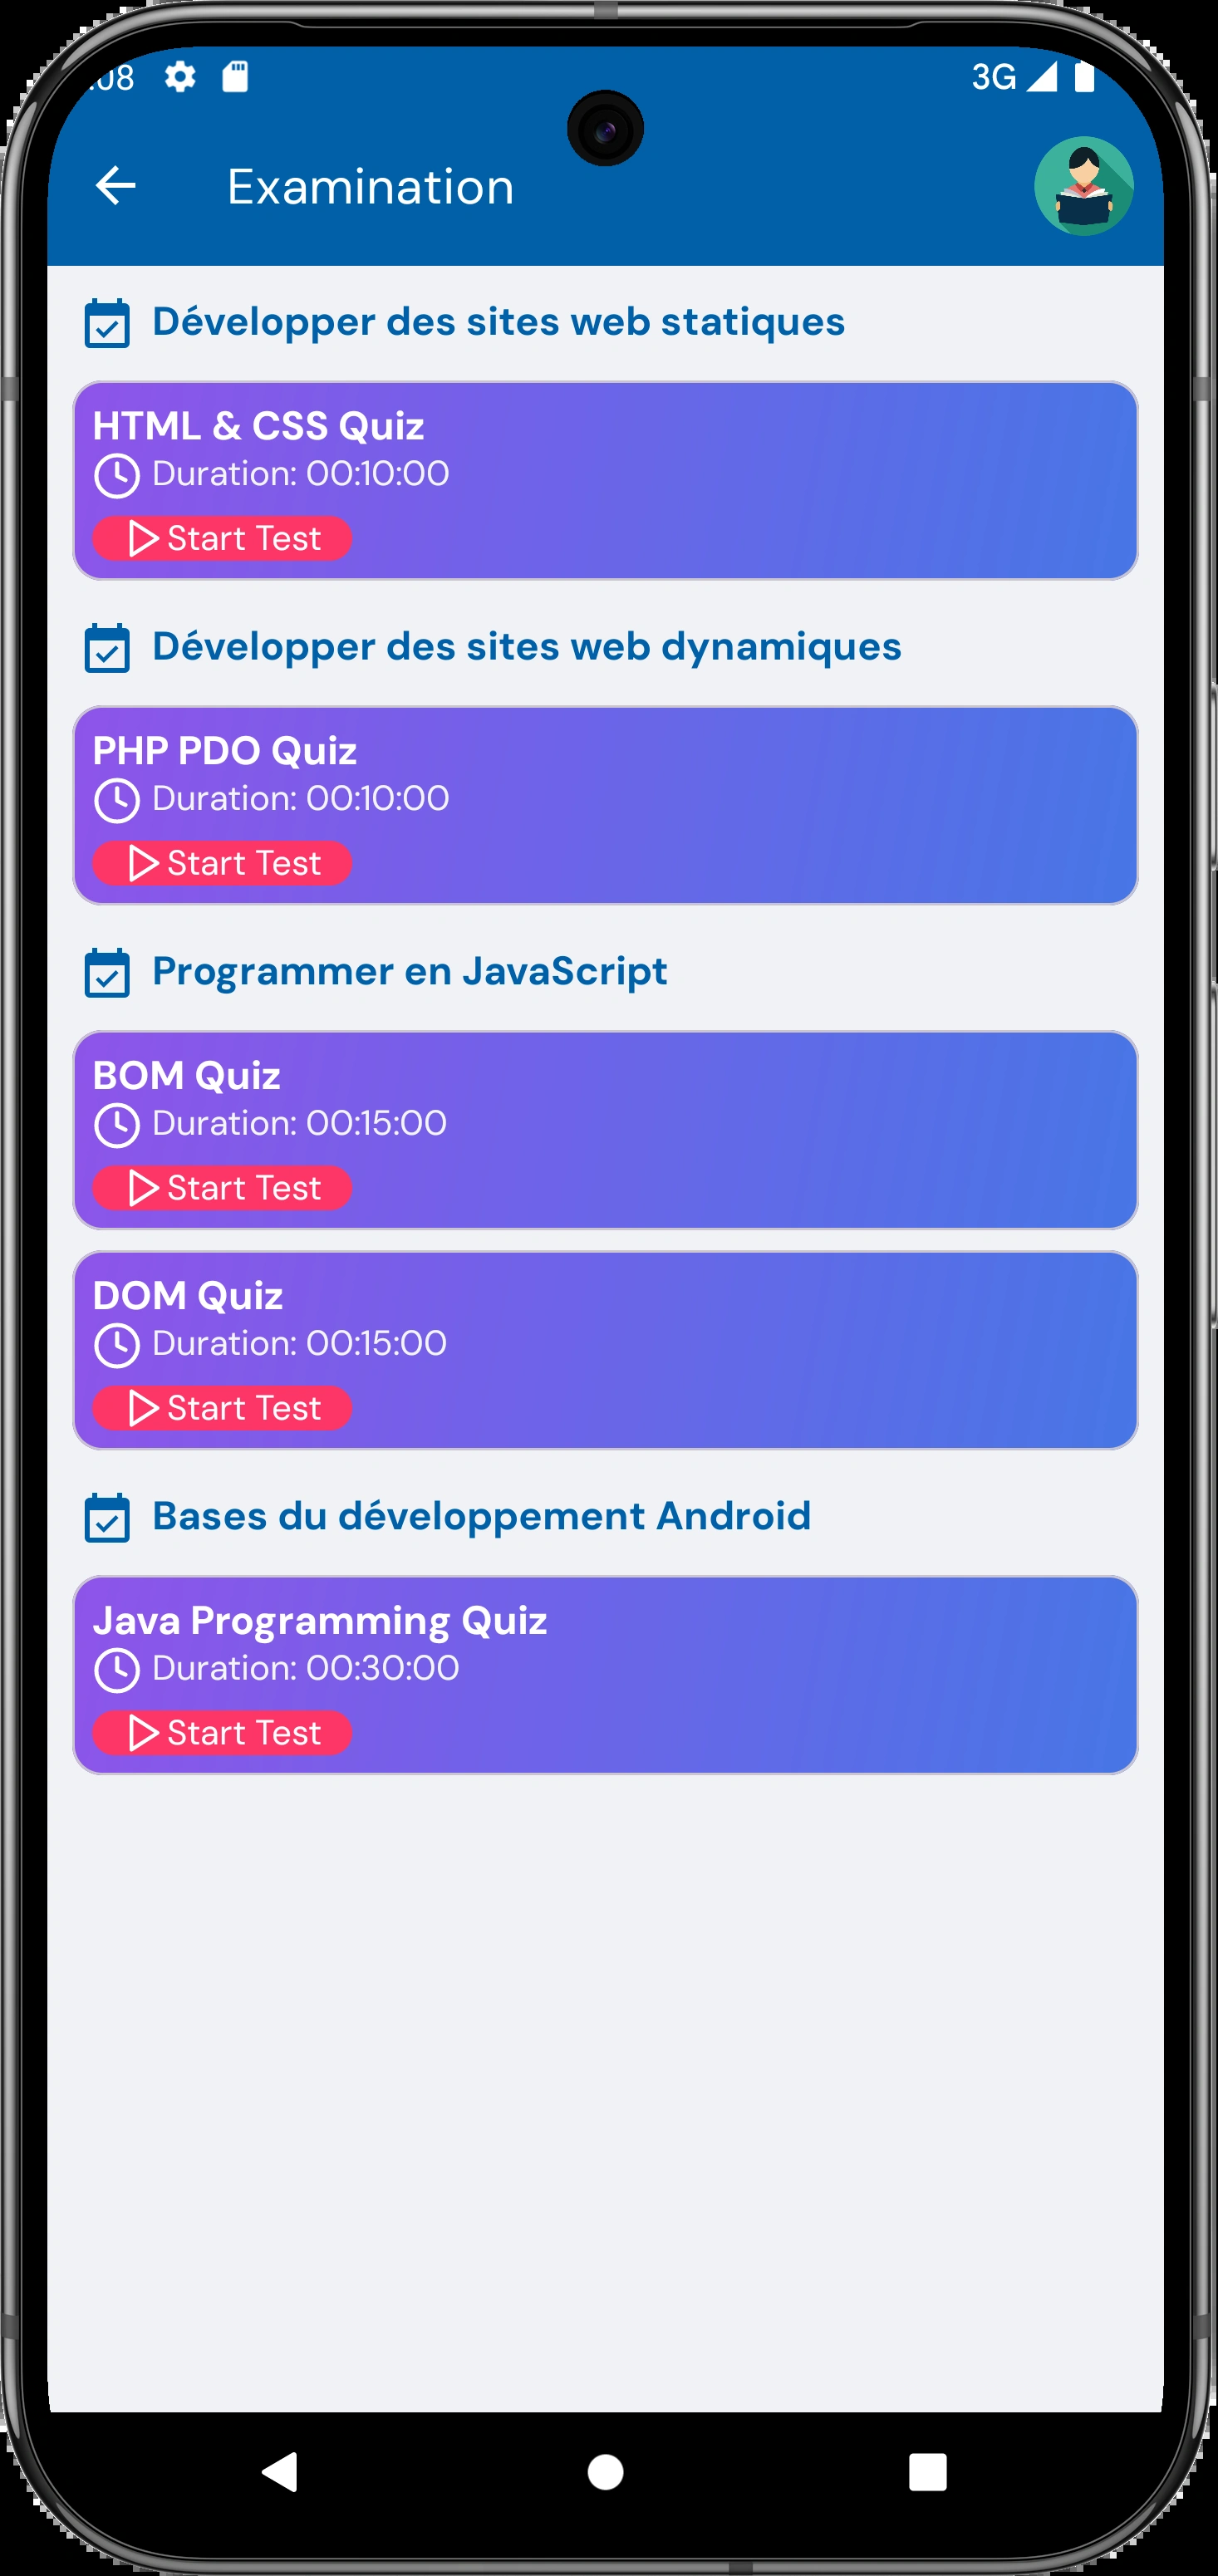 :08
3G
Examination
Développer des sites web statiques
HTML & CSS Quiz
Duration: 00:10:00
Start Test
Développer des sites web dynamiques
PHP PDO Quiz
Duration: 00:10:00
Start Test
Programmer en JavaScript
BOM Quiz
Duration: 00:15:00
Start Test
DOM Quiz
Duration: 00:15:00
Start Test
Bases du développement Android
Java Programming Quiz
Duration: 00:30:00
Start Test